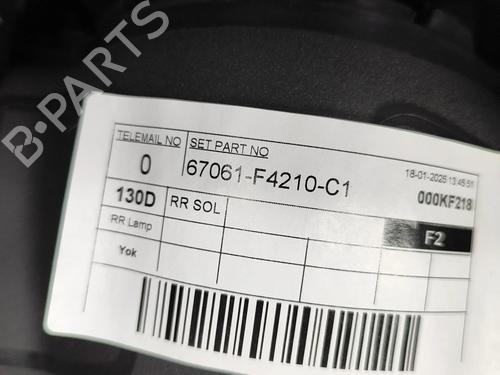 B-PARTS
TELEMAIL NO SET PART NO
0 67061-F4210-C1 18-01-2025 13:45:51
000KF218
130D RR SOL F2
RR Lamp
Yok